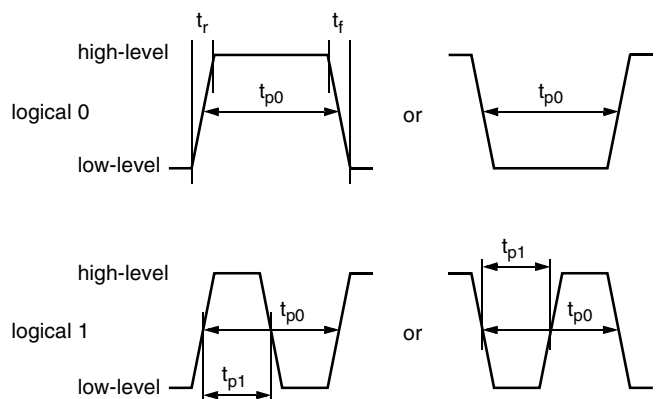 t_r t_f
high-level
logical 0 t_p0 or t_p0
low-level
t_p1
high-level
logical 1 t_p0 or t_p0
t_p1
low-level